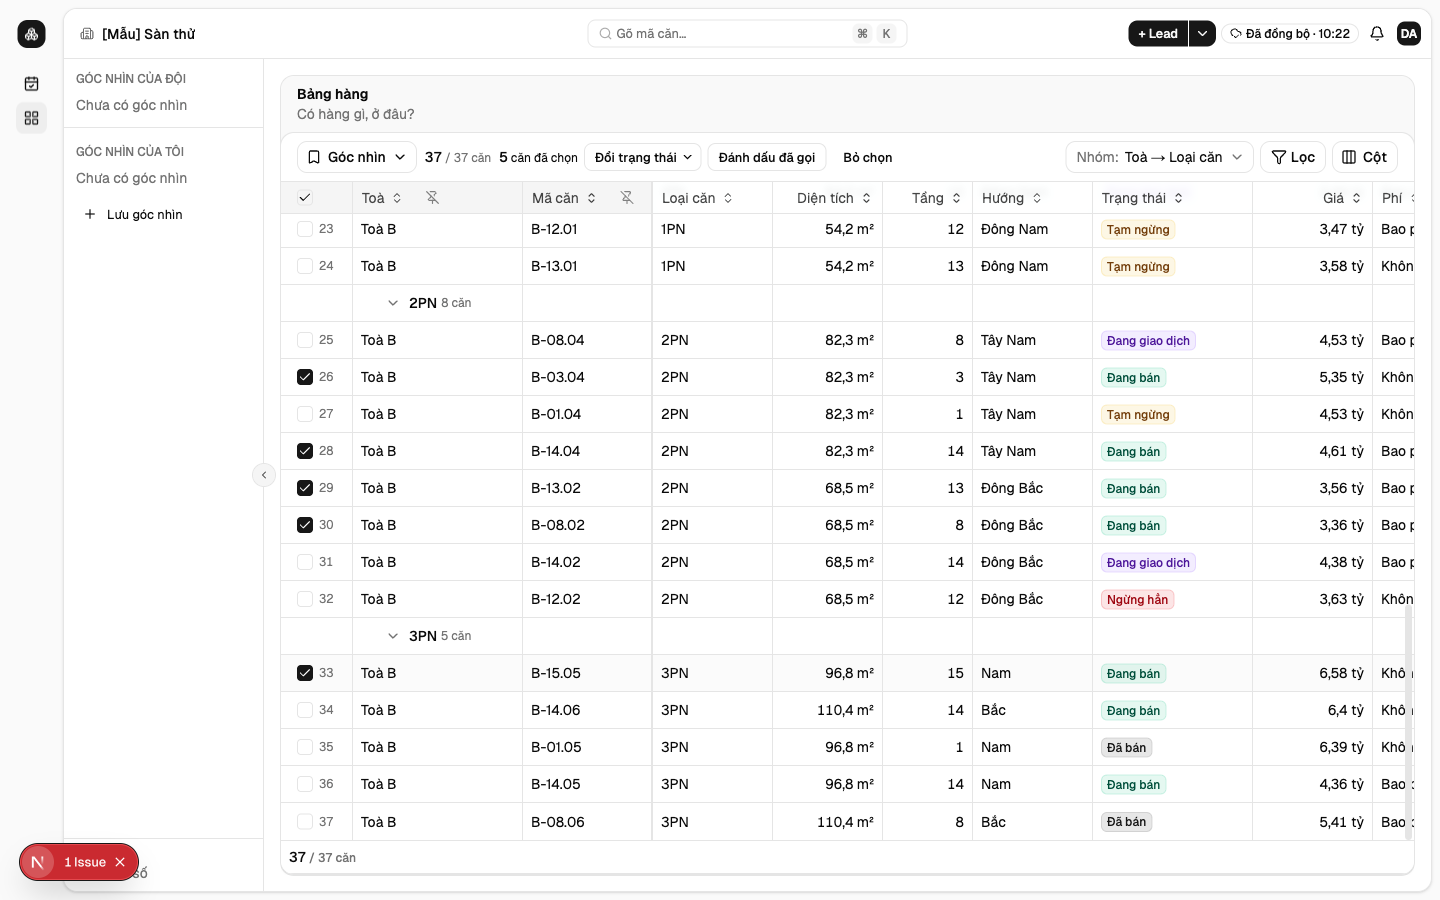 [Mẫu] Sàn thử
Gõ mã căn... ⌘ K
+ Lead
Đã đồng bộ · 10:22
DA
GÓC NHÌN CỦA ĐỘI
Chưa có góc nhìn
GÓC NHÌN CỦA TÔI
Chưa có góc nhìn
+ Lưu góc nhìn
Bảng hàng
Có hàng gì, ở đâu?
Góc nhìn 37 / 37 căn 5 căn đã chọn Đổi trạng thái Đánh dấu đã gọi Bỏ chọn Nhóm: Toà → Loại căn Lọc Cột
Toà Mã căn Loại căn Diện tích Tầng Hướng Trạng thái Giá Phí
23 Toà B B-12.01 1PN 54,2 m² 12 Đông Nam Tạm ngừng 3,47 tỷ Bao p
24 Toà B B-13.01 1PN 54,2 m² 13 Đông Nam Tạm ngừng 3,58 tỷ Khôn
2PN 8 căn
25 Toà B B-08.04 2PN 82,3 m² 8 Tây Nam Đang giao dịch 4,53 tỷ Bao p
26 Toà B B-03.04 2PN 82,3 m² 3 Tây Nam Đang bán 5,35 tỷ Khôn
27 Toà B B-01.04 2PN 82,3 m² 1 Tây Nam Tạm ngừng 4,53 tỷ Khôn
28 Toà B B-14.04 2PN 82,3 m² 14 Tây Nam Đang bán 4,61 tỷ Bao p
29 Toà B B-13.02 2PN 68,5 m² 13 Đông Bắc Đang bán 3,56 tỷ Bao p
30 Toà B B-08.02 2PN 68,5 m² 8 Đông Bắc Đang bán 3,36 tỷ Bao p
31 Toà B B-14.02 2PN 68,5 m² 14 Đông Bắc Đang giao dịch 4,38 tỷ Bao p
32 Toà B B-12.02 2PN 68,5 m² 12 Đông Bắc Ngừng hẳn 3,63 tỷ Khôn
3PN 5 căn
33 Toà B B-15.05 3PN 96,8 m² 15 Nam Đang bán 6,58 tỷ Khôn
34 Toà B B-14.06 3PN 110,4 m² 14 Bắc Đang bán 6,4 tỷ Khôn
35 Toà B B-01.05 3PN 96,8 m² 1 Nam Đã bán 6,39 tỷ Khôn
36 Toà B B-14.05 3PN 96,8 m² 14 Nam Đang bán 4,36 tỷ Bao
37 Toà B B-08.06 3PN 110,4 m² 8 Bắc Đã bán 5,41 tỷ Bao
37 / 37 căn
N 1 Issue
số